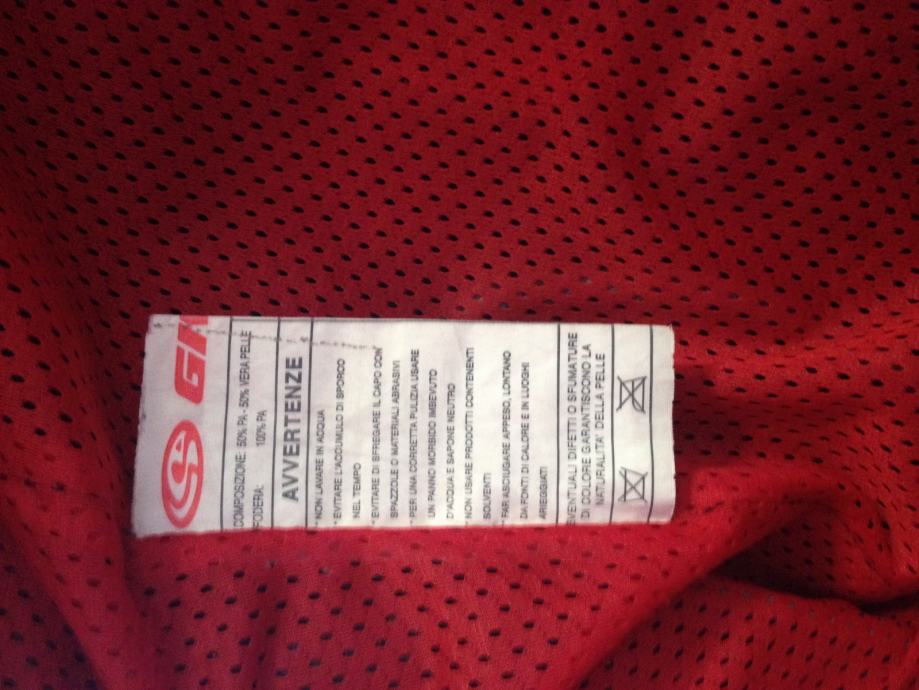 COMPOSIZIONE: 50% PA - 50% VERA PELLE
FODERA: 100% PA
AVVERTENZE
* NON LAVARE IN ACQUA
* EVITARE L'ACCUMULO DI SPORCO
NEL TEMPO
* EVITARE DI SFREGARE IL CAPO CON
SPAZZOLE O MATERIALI ABRASIVI
* PER UNA CORRETTA PULIZIA USARE
UN PANNO MORBIDO IMBEVUTO
D'ACQUA E SAPONE NEUTRO
* NON USARE PRODOTTI CONTENENTI
SOLVENTI
* FAR ASCIUGARE APPESO, LONTANO
DA FONTI DI CALORE E IN LUOGHI
ARIEGGIATI
EVENTUALI DIFETTI O SFUMATURE
DI COLORE GARANTISCONO LA
NATURALITA' DELLA PELLE